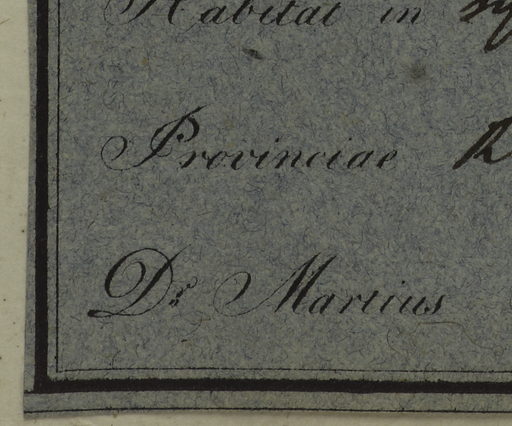 Habitat in
Provinciae
Dr Martius